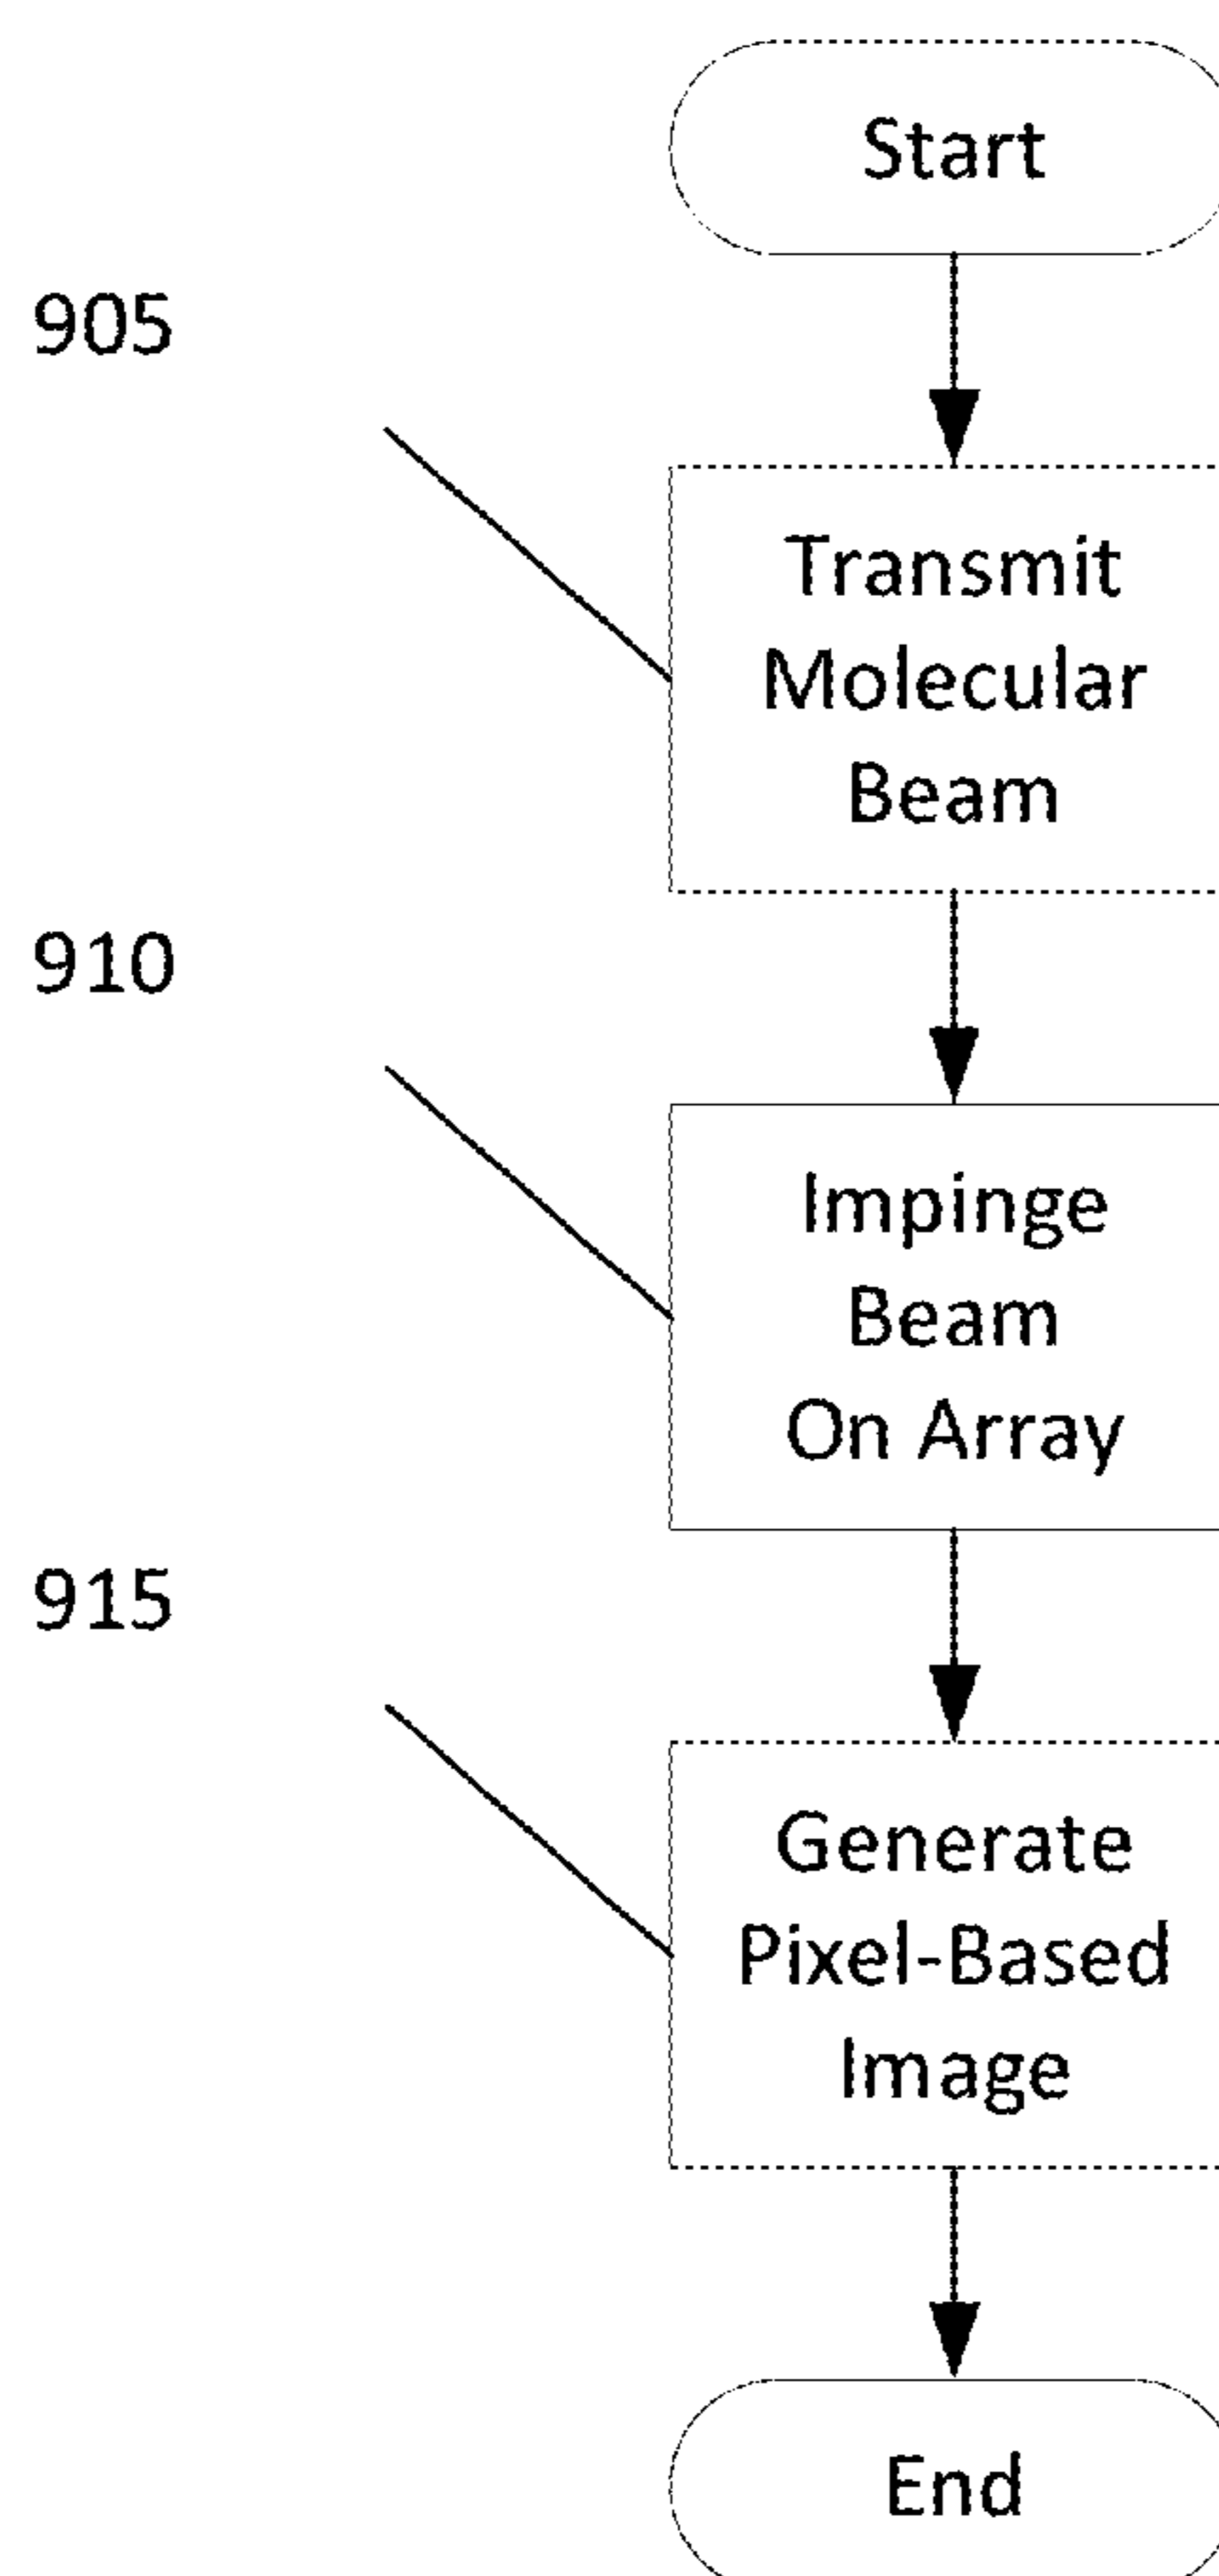 Start
905
Transmit
Molecular
Beam
910
Impinge
Beam
On Array
915
Generate
Pixel-Based
Image
End